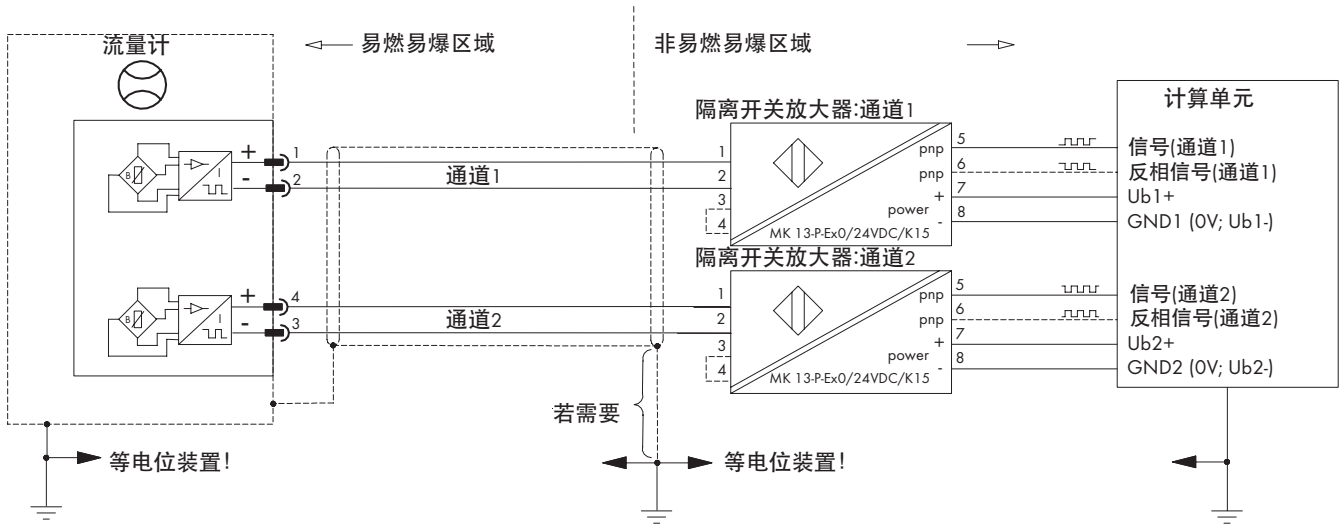 流量计
易燃易爆区域
非易燃易爆区域
B
I
+
-
1
2
通道1
隔离开关放大器:通道1
1
2
3
4
pnp
pnp
+
power
-
MK 13-P-Ex0/24VDC/K15
5
6
7
8
计算单元
信号(通道1)
反相信号(通道1)
Ub1+
GND1 (0V; Ub1-)
B
I
+
-
4
3
通道2
隔离开关放大器:通道2
1
2
3
4
pnp
pnp
+
power
-
MK 13-P-Ex0/24VDC/K15
5
6
7
8
信号(通道2)
反相信号(通道2)
Ub2+
GND2 (0V; Ub2-)
若需要
等电位装置!
等电位装置!